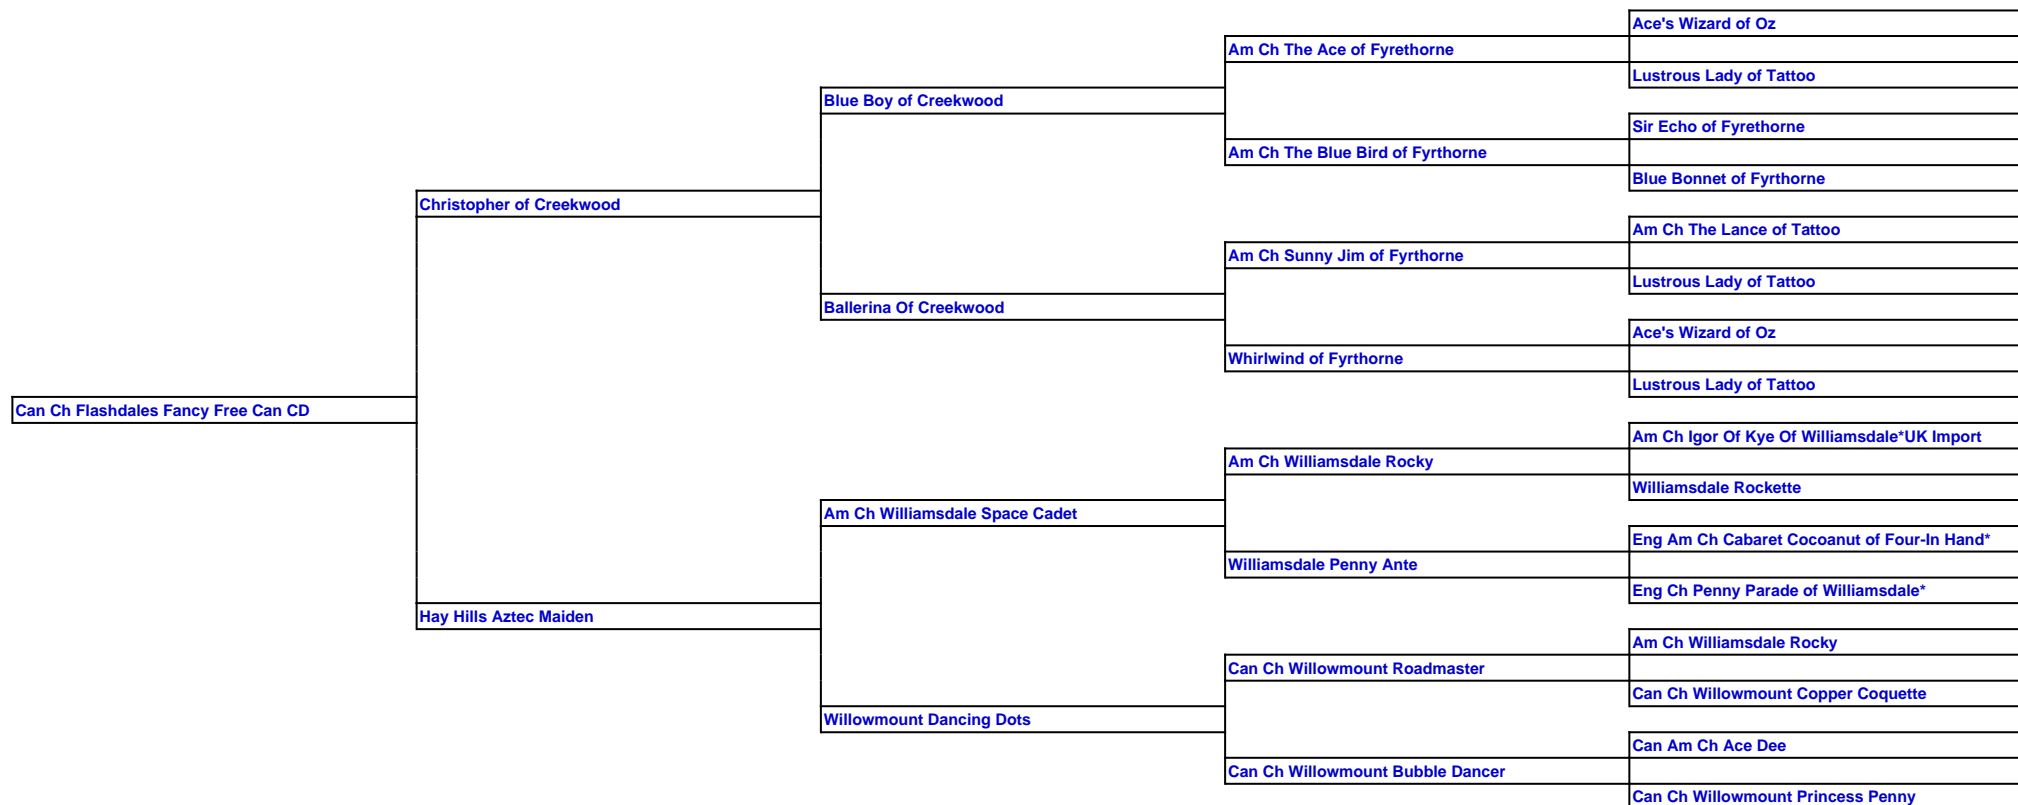 Ace's Wizard of Oz
Am Ch The Ace of Fyrethorne
Lustrous Lady of Tattoo
Blue Boy of Creekwood
Sir Echo of Fyrethorne
Am Ch The Blue Bird of Fyrthorne
Blue Bonnet of Fyrthorne
Christopher of Creekwood
Am Ch The Lance of Tattoo
Am Ch Sunny Jim of Fyrthorne
Lustrous Lady of Tattoo
Ballerina Of Creekwood
Ace's Wizard of Oz
Whirlwind of Fyrthorne
Lustrous Lady of Tattoo
Can Ch Flashdales Fancy Free Can CD
Am Ch Igor Of Kye Of Williamsdale*UK Import
Am Ch Williamsdale Rocky
Williamsdale Rockette
Am Ch Williamsdale Space Cadet
Eng Am Ch Cabaret Cocoanut of Four-In Hand*
Williamsdale Penny Ante
Eng Ch Penny Parade of Williamsdale*
Hay Hills Aztec Maiden
Am Ch Williamsdale Rocky
Can Ch Willowmount Roadmaster
Can Ch Willowmount Copper Coquette
Willowmount Dancing Dots
Can Am Ch Ace Dee
Can Ch Willowmount Bubble Dancer
Can Ch Willowmount Princess Penny